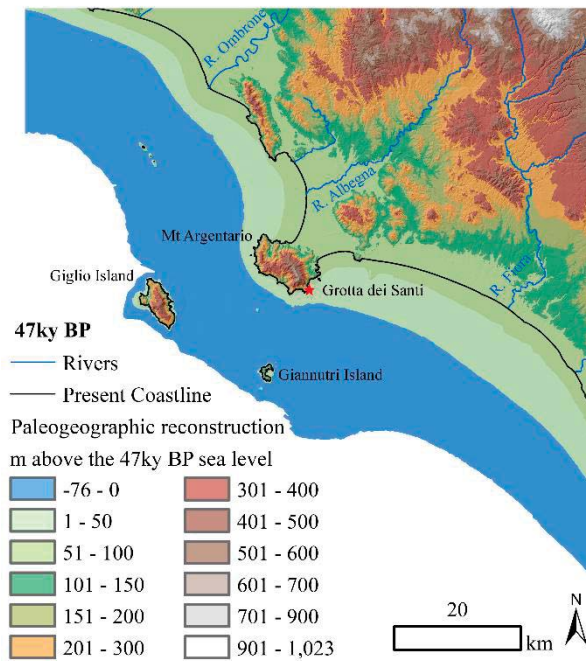 R. Ombrone
R. Albegna
Mt Argentario
Giglio Island
R. Fiora
Grotta dei Santi
47ky BP
Rivers
Giannutri Island
Present Coastline
Paleogeographic reconstruction
m above the 47ky BP sea level
-76 - 0
301 - 400
1 - 50
401 - 500
51 - 100
501 - 600
101 - 150
601 - 700
151 - 200
701 - 900
201 - 300
901 - 1,023
20
km
N